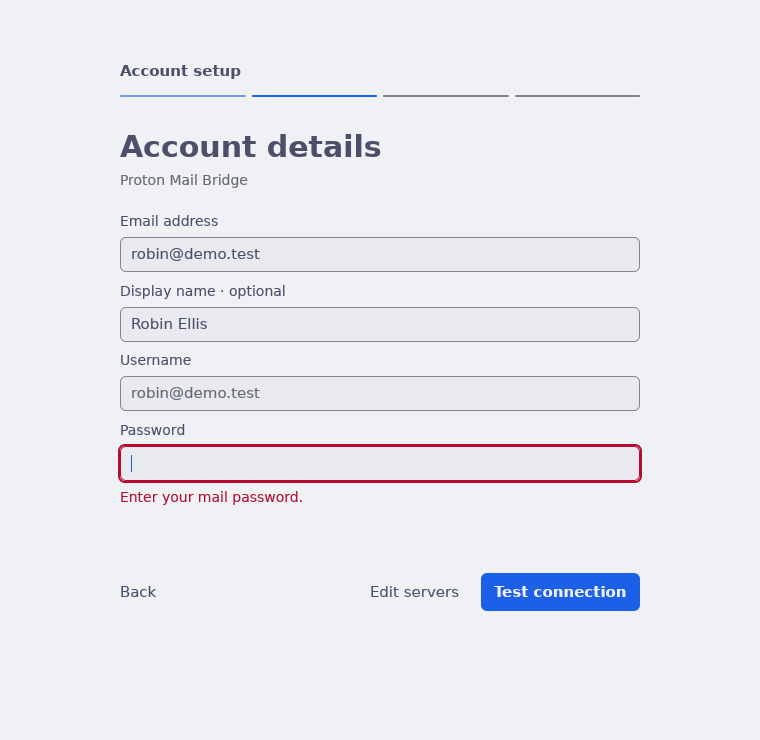 Account setup
Account details
Proton Mail Bridge
Email address
robin@demo.test
Display name · optional
Robin Ellis
Username
robin@demo.test
Password
Enter your mail password.
Back
Edit servers
Test connection